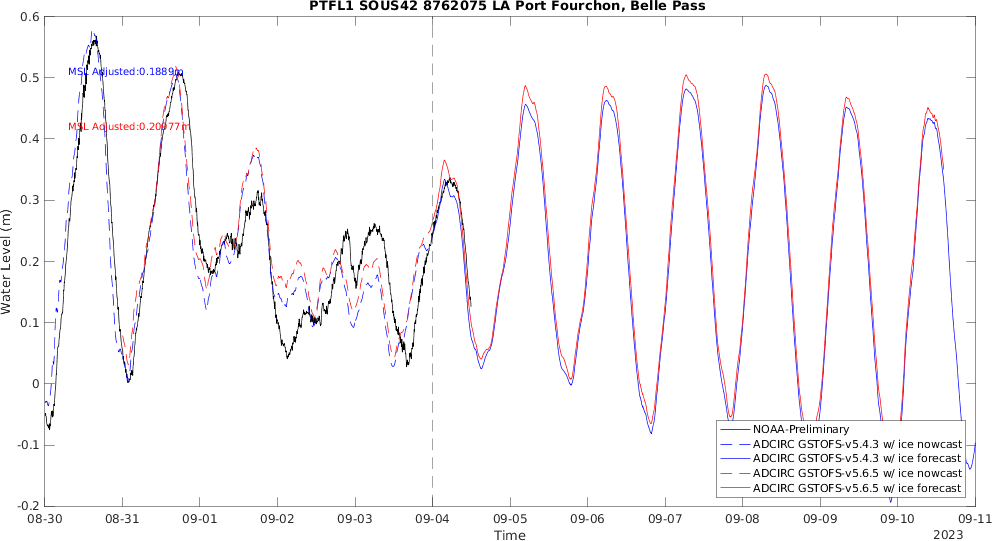 PTFL1 SOUS42 8762075 LA Port Fourchon, Belle Pass
0.6
0.5
0.4
0.3
0.2
0.1
0
-0.1
-0.2
Water Level (m)
MSL Adjusted:0.1889m
MSL Adjusted:0.20977m
NOAA-Preliminary
ADCIRC GSTOFS-v5.4.3 w/ ice nowcast
ADCIRC GSTOFS-v5.4.3 w/ ice forecast
ADCIRC GSTOFS-v5.6.5 w/ ice nowcast
ADCIRC GSTOFS-v5.6.5 w/ ice forecast
08-30 08-31 09-01 09-02 09-03 09-04 09-05 09-06 09-07 09-08 09-09 09-10 09-11
Time
2023